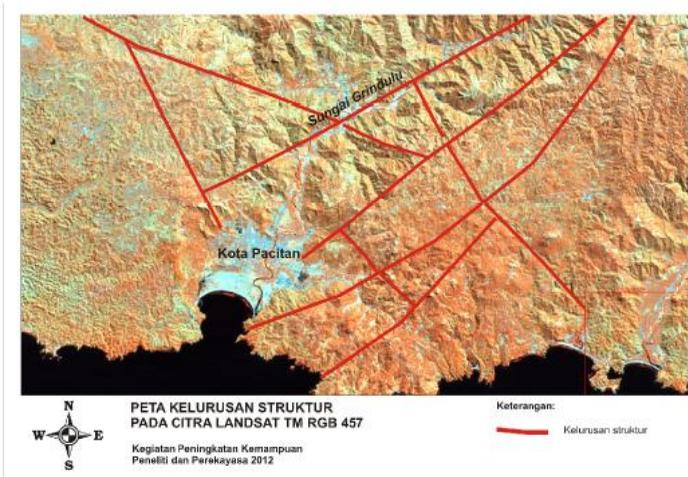 Sungai Grindulu
Kota Pacitan
N
W E
S
PETA KELURUSAN STRUKTUR
PADA CITRA LANDSAT TM RGB 457
Kegiatan Peningkatan Kemampuan
Peneliti dan Perekayasa 2012
Keterangan:
Kelurusan struktur